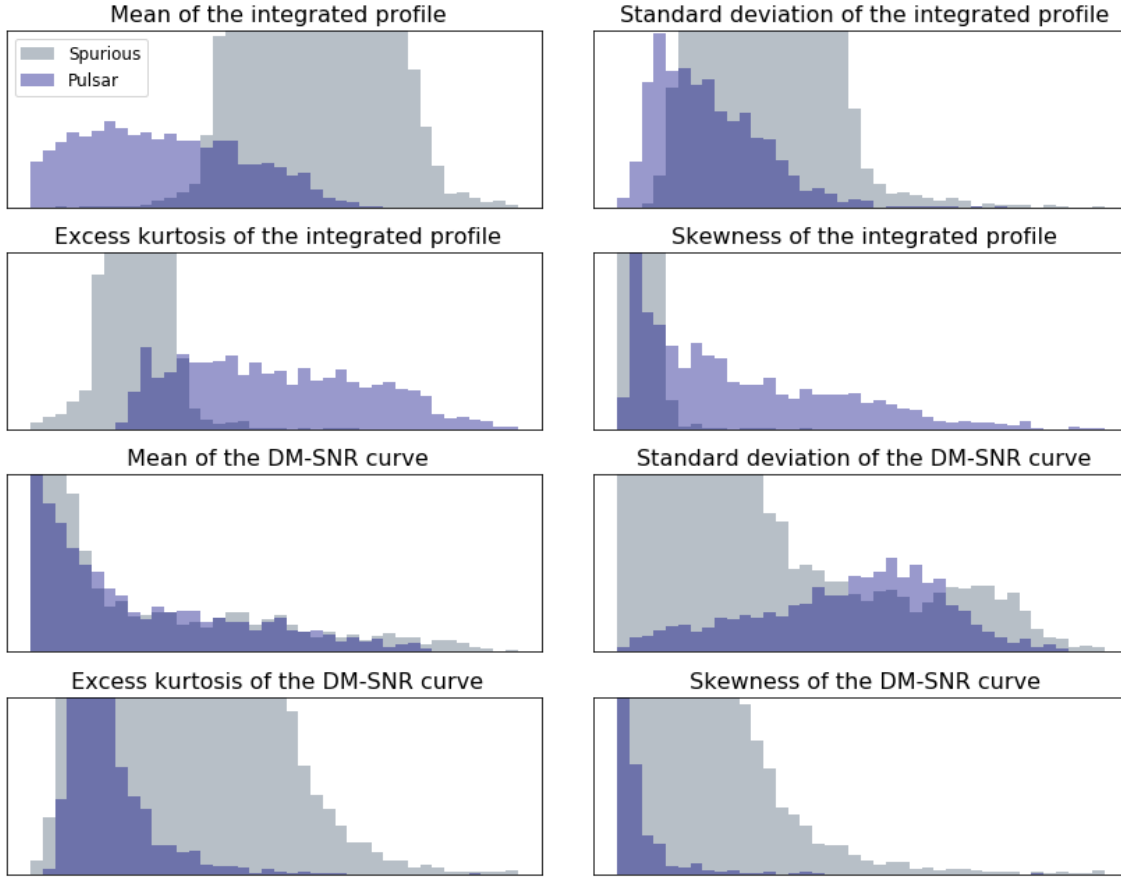 Mean of the integrated profile
Standard deviation of the integrated profile
Spurious
Pulsar
Excess kurtosis of the integrated profile
Skewness of the integrated profile
Mean of the DM-SNR curve
Standard deviation of the DM-SNR curve
Excess kurtosis of the DM-SNR curve
Skewness of the DM-SNR curve